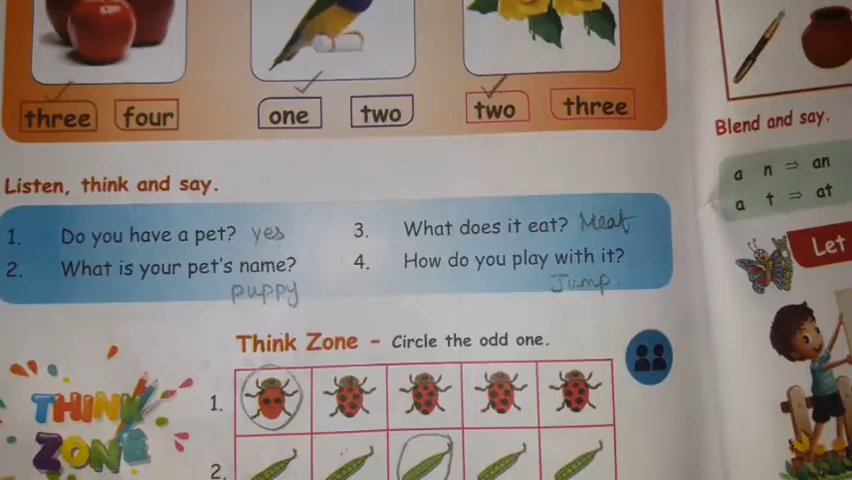 three four one two two three
Blend and say.
a n ⇒ an
a t ⇒ at
Let
Listen, think and say.
1. Do you have a pet? yes
2. What is your pet's name?
puppy
3. What does it eat? Meat
4. How do you play with it?
Jump.
Think Zone - Circle the odd one.
THINK
ZONE
1.
2.